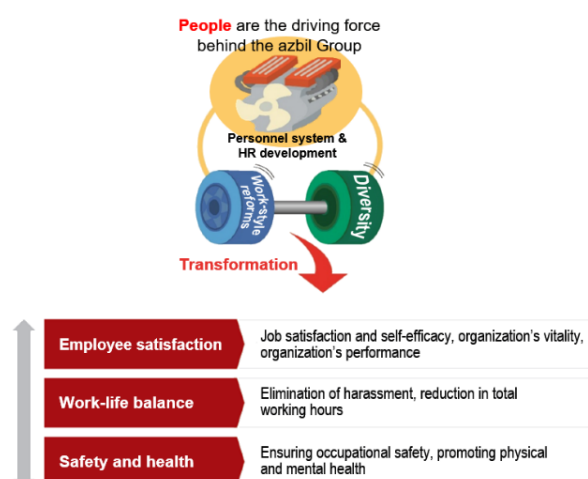 People are the driving force
behind the azbil Group
Personnel system &
HR development
Work-style
reforms
Diversity
Transformation
Employee satisfaction
Job satisfaction and self-efficacy, organization's vitality,
organization's performance
Work-life balance
Elimination of harassment, reduction in total
working hours
Safety and health
Ensuring occupational safety, promoting physical
and mental health